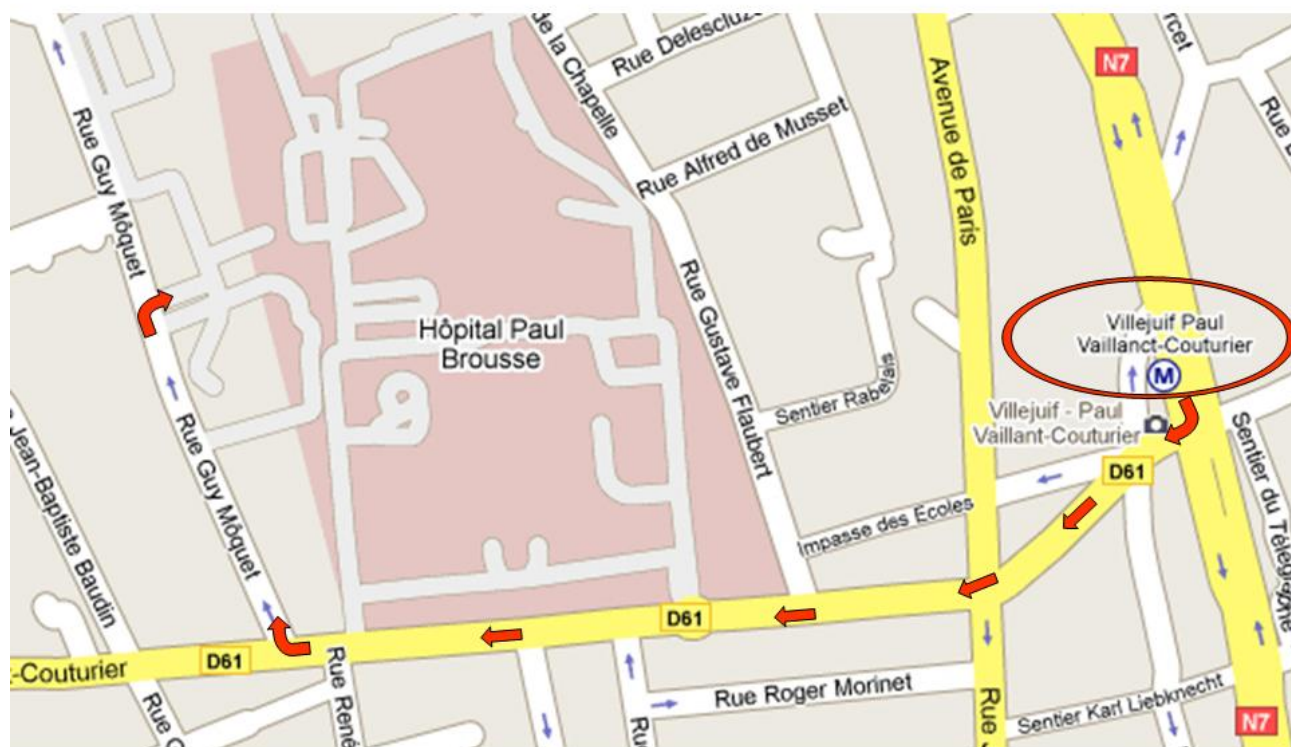 Rue Delescluze
de la Chapelle
N7
Avenue de Paris
Rue Guy Môquet
Rue Alfred de Musset
Rue Gustave Flaubert
Hôpital Paul
Brousse
Villejuif Paul
Vaillanct-Couturier
M
Sentier Rabelais
Villejuif - Paul
Vaillant-Couturier
D61
Sentier du Télégraphe
Rue Guy Môquet
Jean-Baptiste Baudin
Impasse des Écoles
D61
D61
t-Couturier
Rue René
Rue Roger Morinet
Rue
Sentier Karl Liebknecht
N7